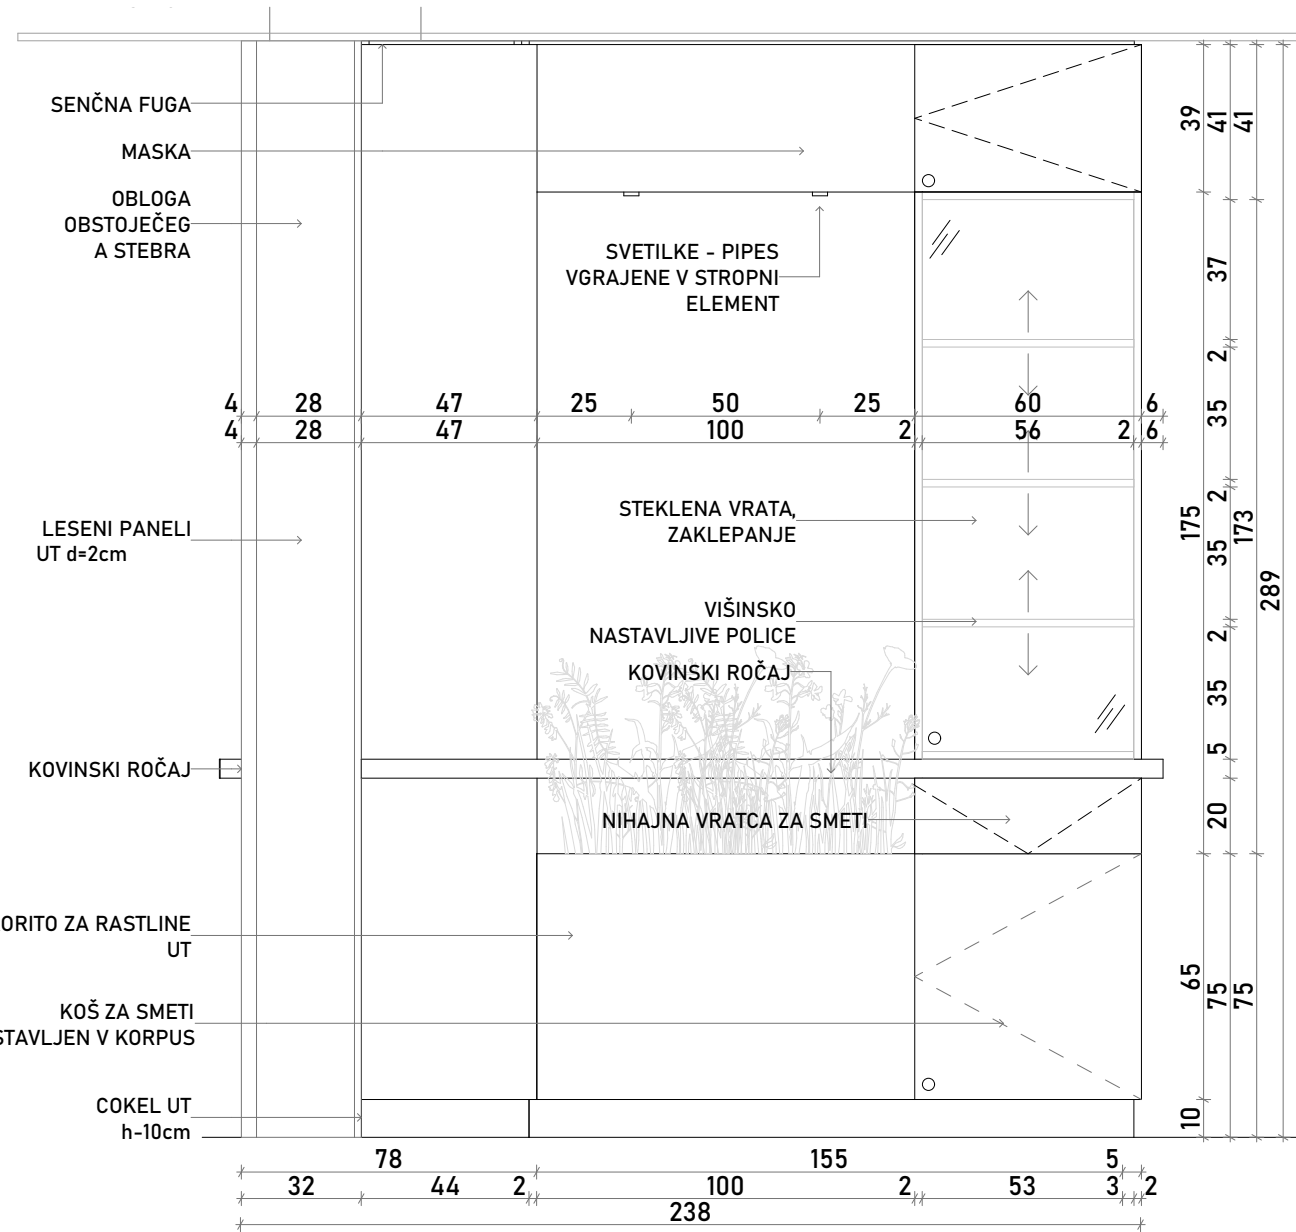 SENČNA FUGA
MASKA
OBLOGA
OBSTOJEČEG
A STEBRA
SVETILKE - PIPES
VGRAJENE V STROPNI
ELEMENT
39
41
41
37
2
4
28
47
25
50
25
60
6
35
4
28
47
100
2
56
2
6
LESENI PANELI
UT d=2cm
STEKLENA VRATA,
ZAKLEPANJE
2
175
35
173
289
VIŠINSKO
NASTAVLJIVE POLICE
2
KOVINSKI ROČAJ
35
KOVINSKI ROČAJ
5
NIHAJNA VRATCA ZA SMETI
20
ORITO ZA RASTLINE
UT
65
75
75
KOŠ ZA SMETI
STAVLJEN V KORPUS
COKEL UT
h-10cm
10
78
155
5
32
44
2
100
2
53
3
2
238